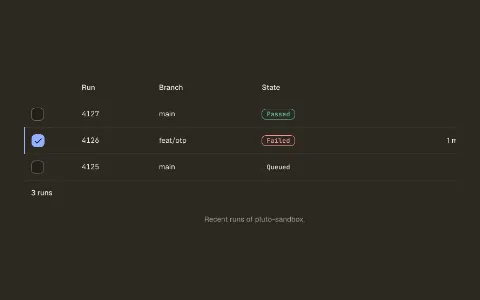 Run Branch State
4127 main Passed
4126 feat/otp Failed 1 m
4125 main Queued
3 runs
Recent runs of pluto-sandbox.